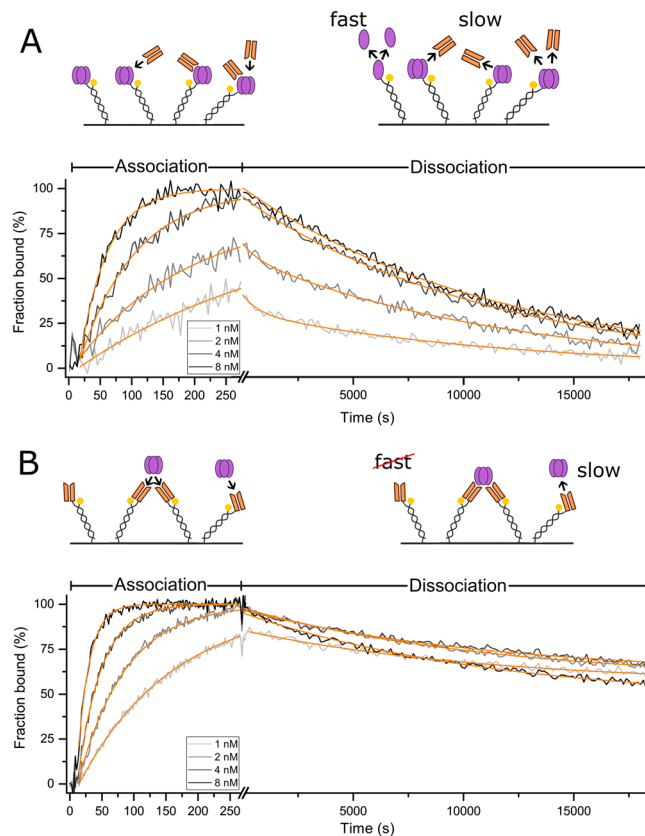 A
fast
slow
Association
Dissociation
Fraction bound (%)
100
75
50
25
0
1 nM
2 nM
4 nM
8 nM
0 50 100 150 200 250 5000 10000 15000
Time (s)
B
fast
slow
Association
Dissociation
Fraction bound (%)
100
75
50
25
0
1 nM
2 nM
4 nM
8 nM
0 50 100 150 200 250 5000 10000 15000
Time (s)